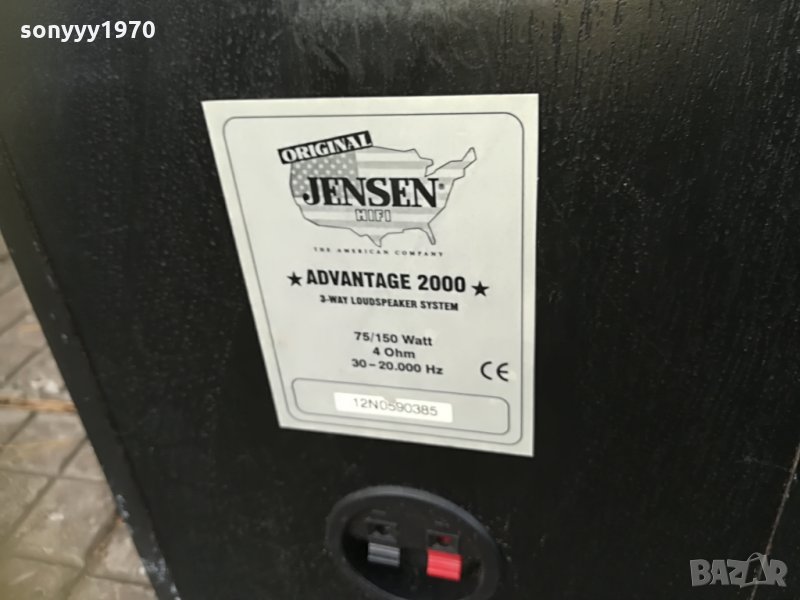 sonyyy1970
ORIGINAL
JENSEN®
HIFI
THE AMERICAN COMPANY
★ ADVANTAGE 2000 ★
3-WAY LOUDSPEAKER SYSTEM
75/150 Watt
4 Ohm
30-20.000 Hz
CE
12N0590385
BAZAR